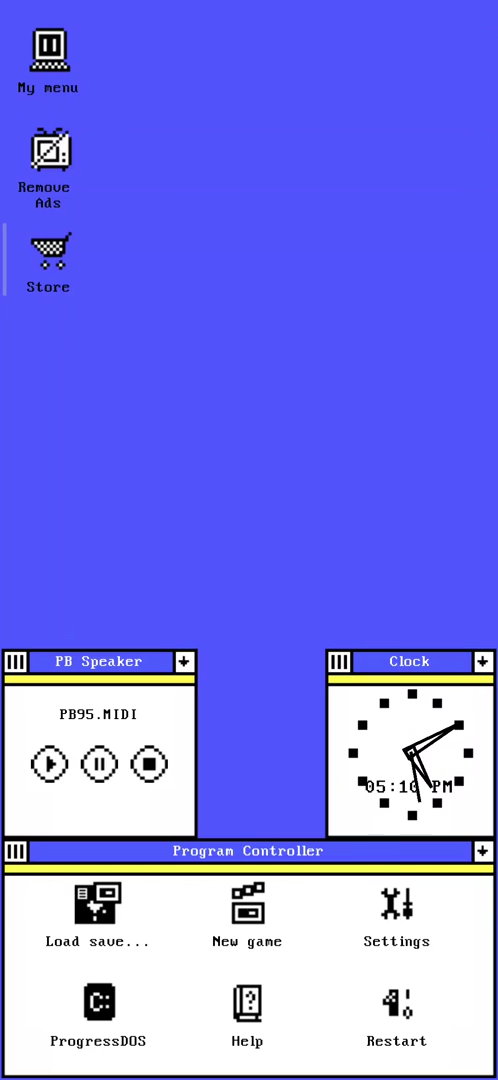 My menu
Remove
Ads
Store
PB Speaker
Clock
PB95.MIDI
05:10 PM
Program Controller
Load save...
New game
Settings
C:
?
ProgressDOS
Help
Restart